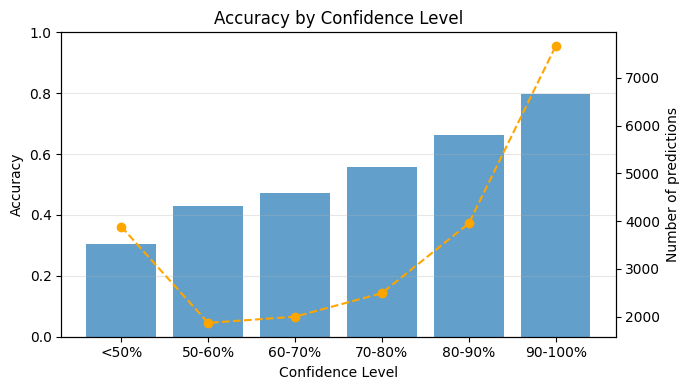 Accuracy by Confidence Level
1.0
0.8
0.6
0.4
0.2
0.0
Accuracy
7000
6000
5000
4000
3000
2000
Number of predictions
<50% 50-60% 60-70% 70-80% 80-90% 90-100%
Confidence Level